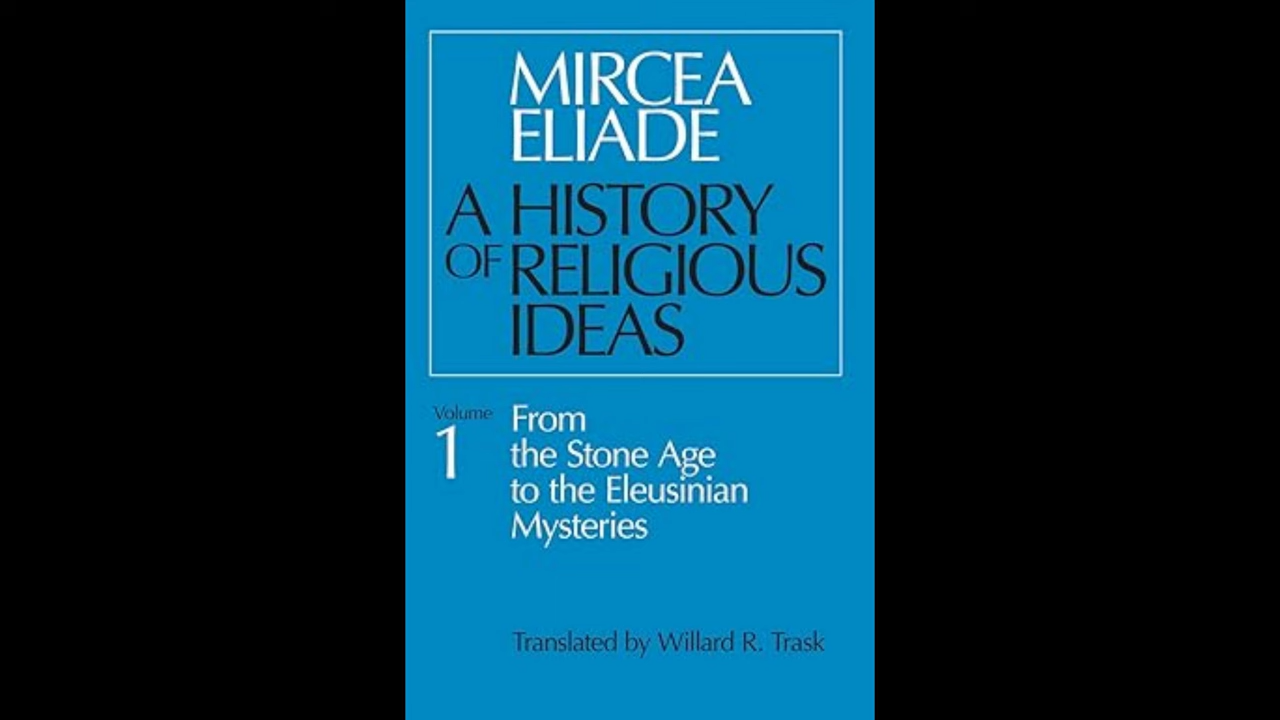 MIRCEA
ELIADE
A HISTORY
OF RELIGIOUS
IDEAS
Volume
1
From
the Stone Age
to the Eleusinian
Mysteries
Translated by Willard R. Trask